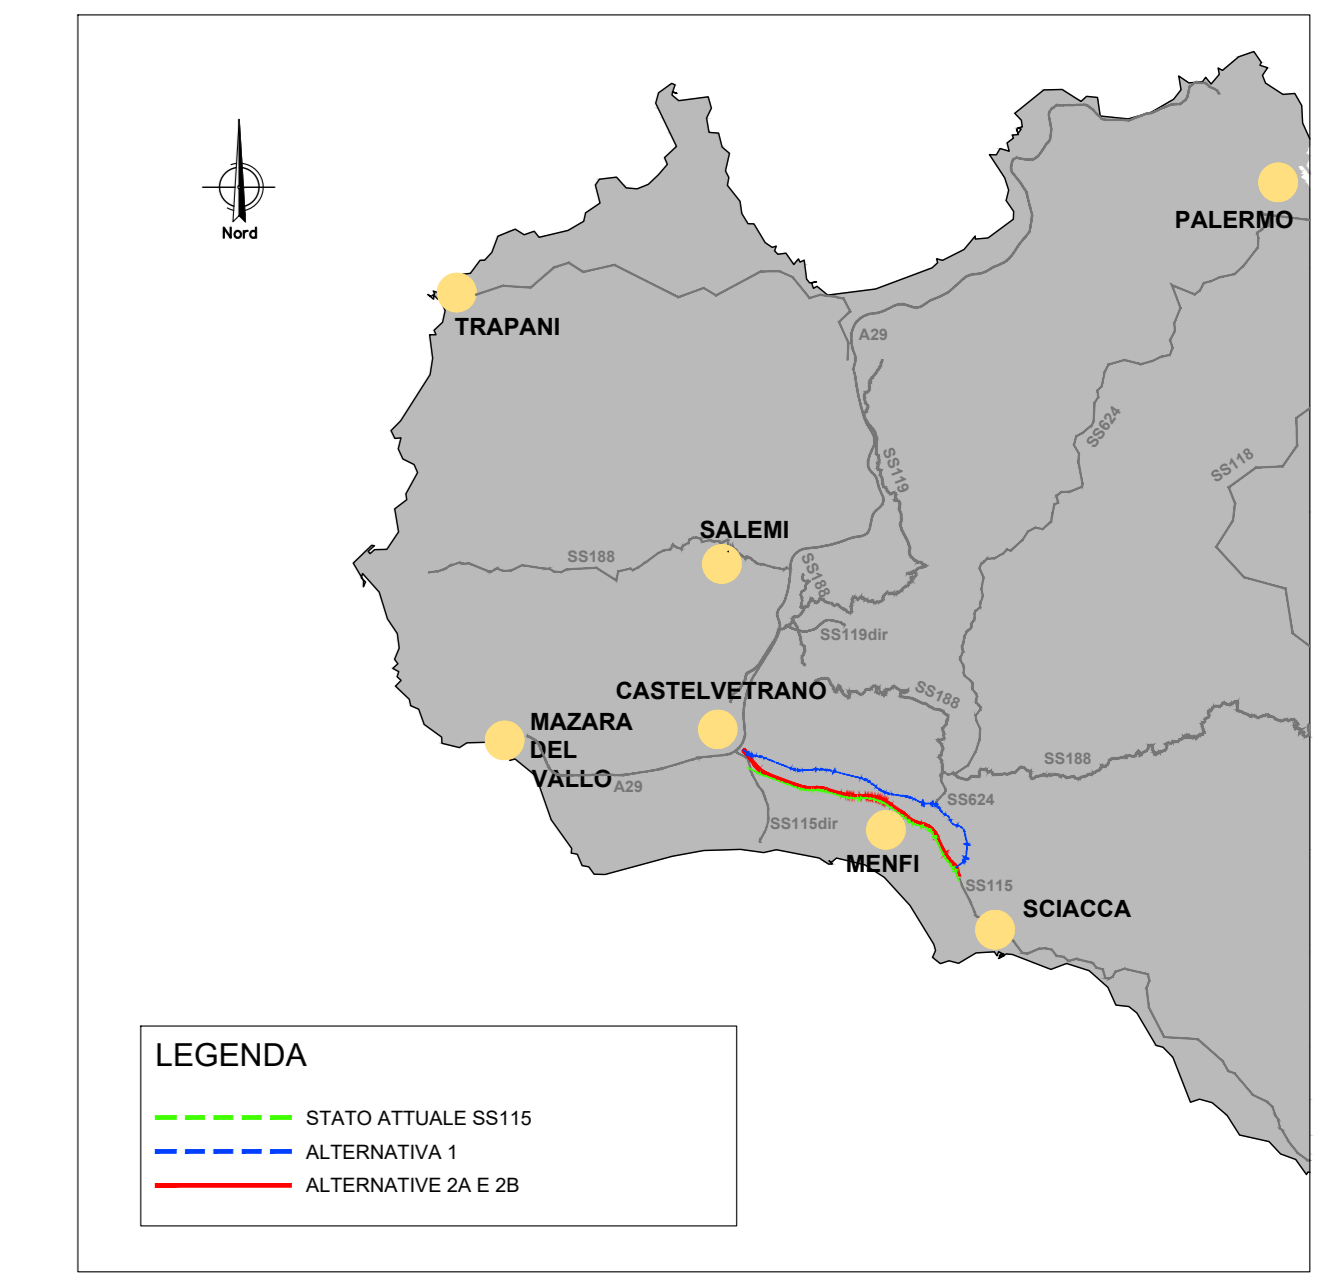 Nord
PALERMO
TRAPANI
A29
SS624
SS118
SS119
SALEMI
SS188
SS188
SS119dir
CASTELVETRANO
SS188
MAZARA
DEL
VALLO
A29
SS188
SS624
SS115dir
MENFI
SS115
SCIACCA
LEGENDA
STATO ATTUALE SS115
ALTERNATIVA 1
ALTERNATIVE 2A E 2B